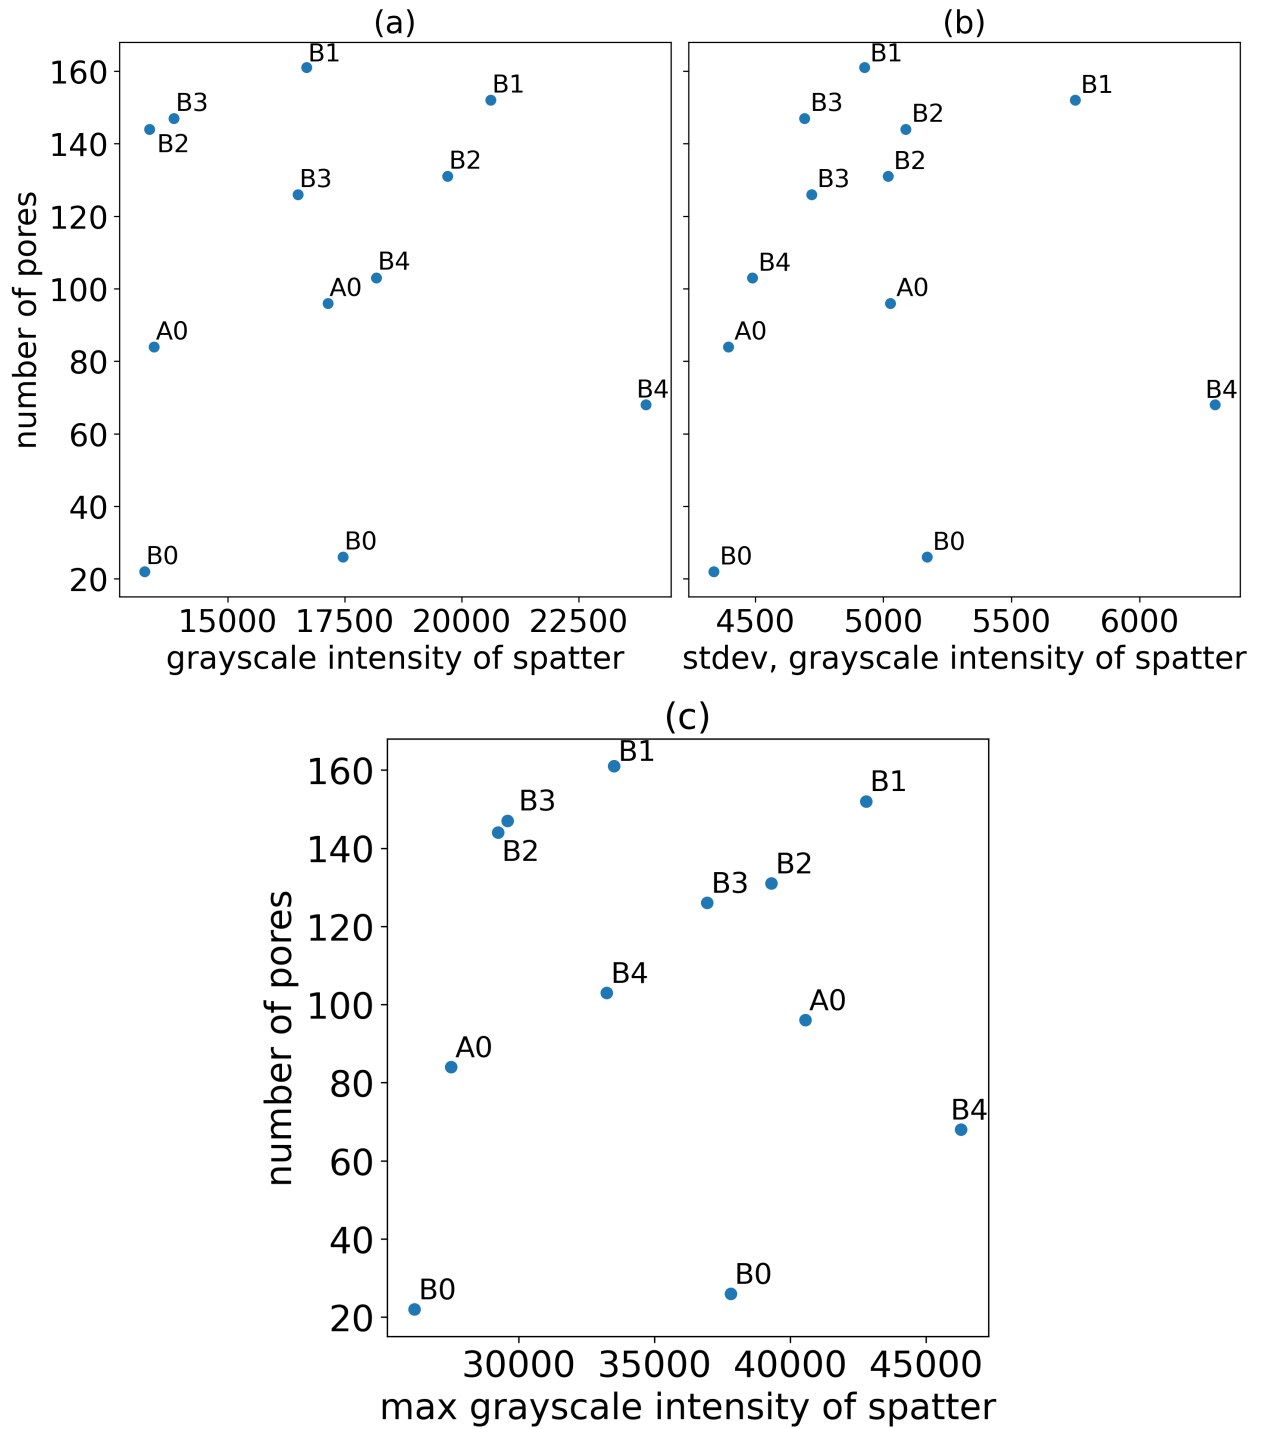 (a)
(b)
B1
B1
B3
B2
B2
B3
B4
A0
A0
B4
B0
B0
160
140
120
100
80
60
40
20
number of pores
15000 17500 20000 22500
grayscale intensity of spatter
B1
B1
B3
B2
B2
B3
B4
A0
A0
B4
B0
B0
4500 5000 5500 6000
stdev, grayscale intensity of spatter
(c)
B1
B1
B3
B2
B2
B3
B4
A0
A0
B4
B0
B0
160
140
120
100
80
60
40
20
number of pores
30000 35000 40000 45000
max grayscale intensity of spatter